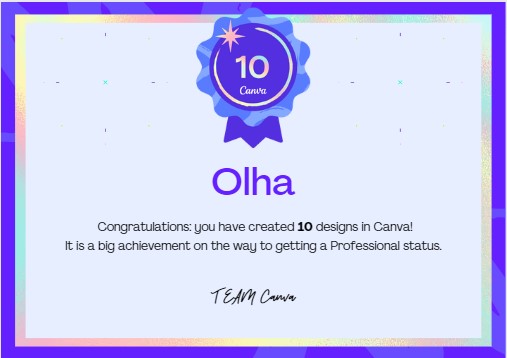 10
Canva
Olha
Congratulations: you have created 10 designs in Canva!
It is a big achievement on the way to getting a Professional status.
TEAM Canva